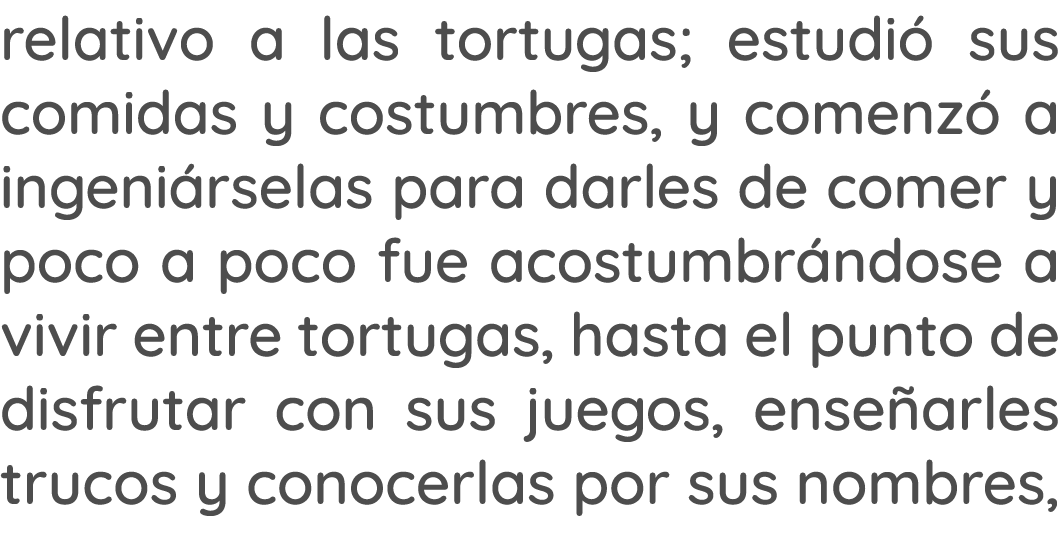 relativo a las tortugas; estudió sus
comidas y costumbres, y comenzó a
ingeniárselas para darles de comer y
poco a poco fue acostumbrándose a
vivir entre tortugas, hasta el punto de
disfrutar con sus juegos, enseñarles
trucos y conocerlas por sus nombres,